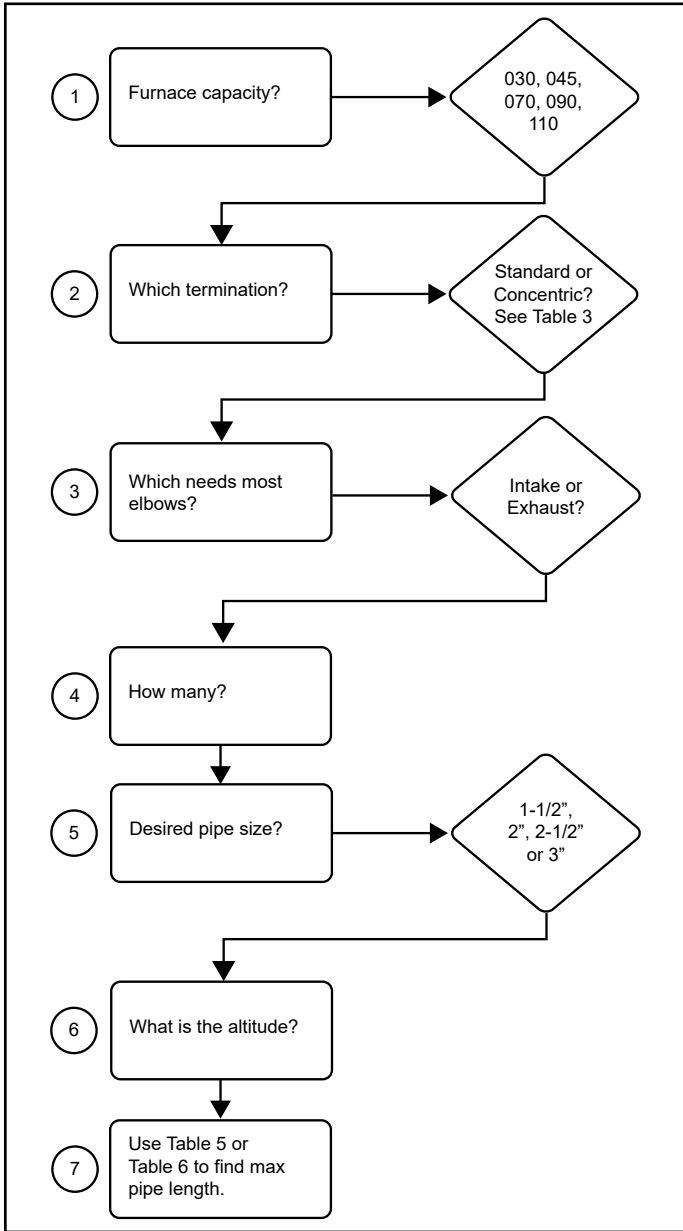 1
Furnace capacity?
030, 045,
070, 090,
110
2
Which termination?
Standard or
Concentric?
See Table 3
3
Which needs most
elbows?
Intake or
Exhaust?
4
How many?
5
Desired pipe size?
1-1/2”,
2”, 2-1/2”
or 3”
6
What is the altitude?
7
Use Table 5 or
Table 6 to find max
pipe length.